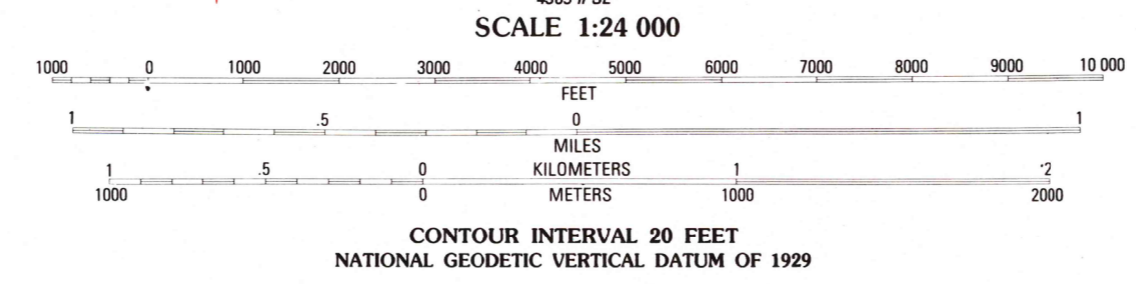 SCALE 1:24 000
1000 0 1000 2000 3000 4000 5000 6000 7000 8000 9000 10 000
FEET
1 .5 0 1
MILES
1 .5 0 KILOMETERS 1 2
1000 0 METERS 1000 2000
CONTOUR INTERVAL 20 FEET
NATIONAL GEODETIC VERTICAL DATUM OF 1929